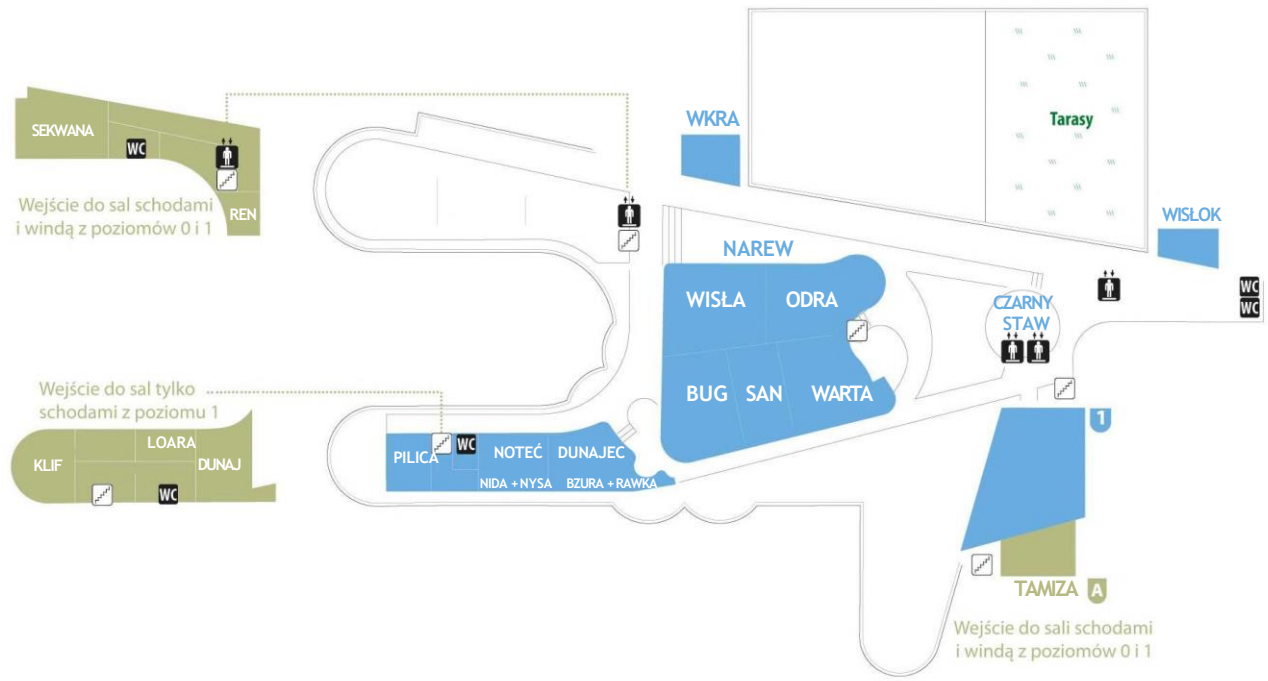 SEKWANA
WC
REN
Wejście do sal schodami
i windą z poziomów 0 i 1
WKRA
Tarasy
WISŁOK
NAREW
WISŁA
ODRA
CZARNY
STAW
WC
WC
BUG
SAN
WARTA
Wejście do sal tylko
schodami z poziomu 1
LOARA
KLIF
DUNAJ
WC
PILICA
WC
NOTEĆ
DUNAJEC
NIDA + NYSA
BZURA + RAWKA
1
TAMIZA
A
Wejście do sali schodami
i windą z poziomów 0 i 1